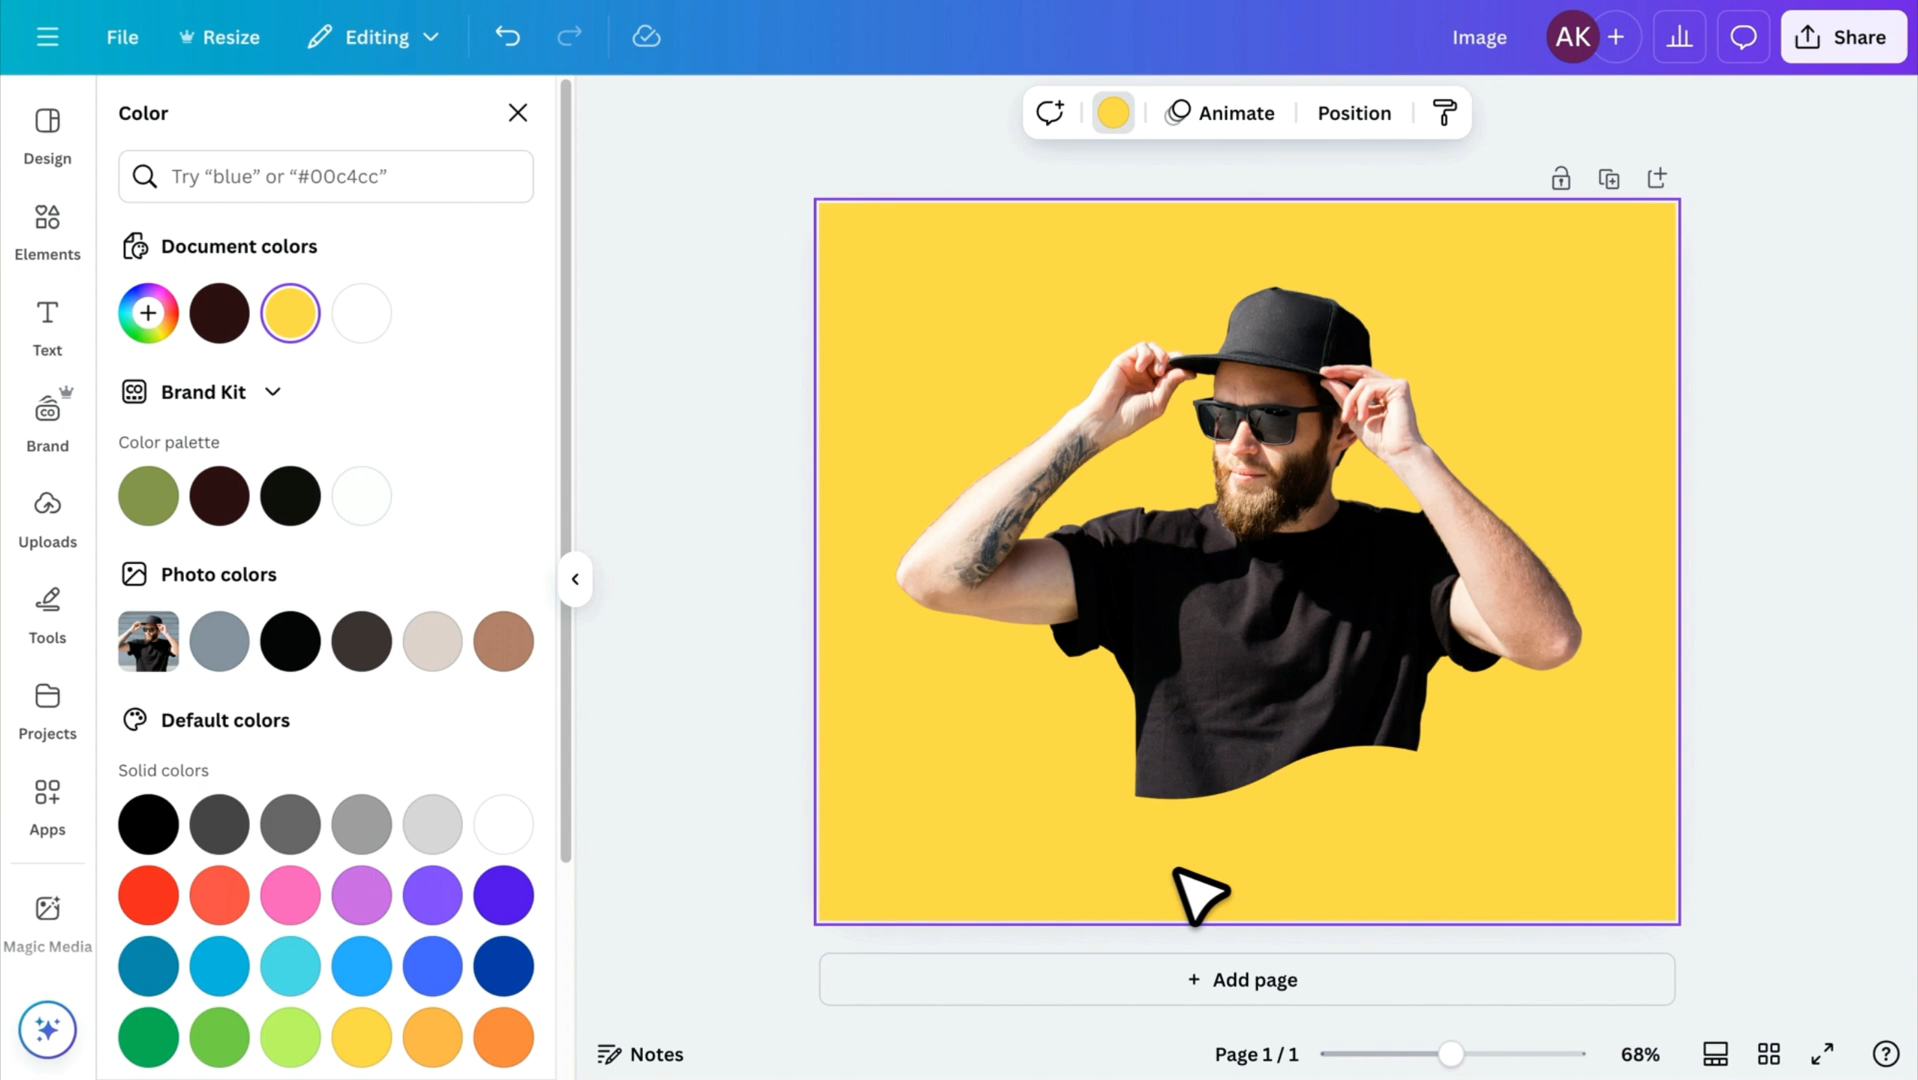 File
Resize
Editing
Image
AK
+
Share
Design
Elements
Text
Brand
Uploads
Tools
Projects
Apps
Magic Media
Color
Try “blue” or “#00c4cc”
Document colors
+
Brand Kit
CO
Color palette
Photo colors
Default colors
Solid colors
Animate
Position
+ Add page
Notes
Page 1 / 1
68%
?